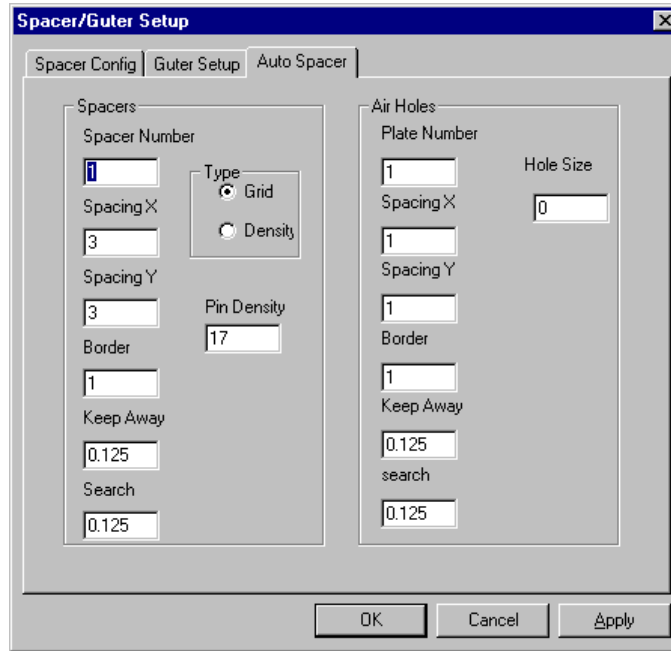 Spacer/Guter Setup
Spacer Config
Guter Setup
Auto Spacer
Spacers
Spacer Number
1
Type
Grid
Density
Spacing X
3
Spacing Y
3
Pin Density
17
Border
1
Keep Away
0.125
Search
0.125
Air Holes
Plate Number
1
Hole Size
0
Spacing X
1
Spacing Y
1
Border
1
Keep Away
0.125
search
0.125
OK
Cancel
Apply